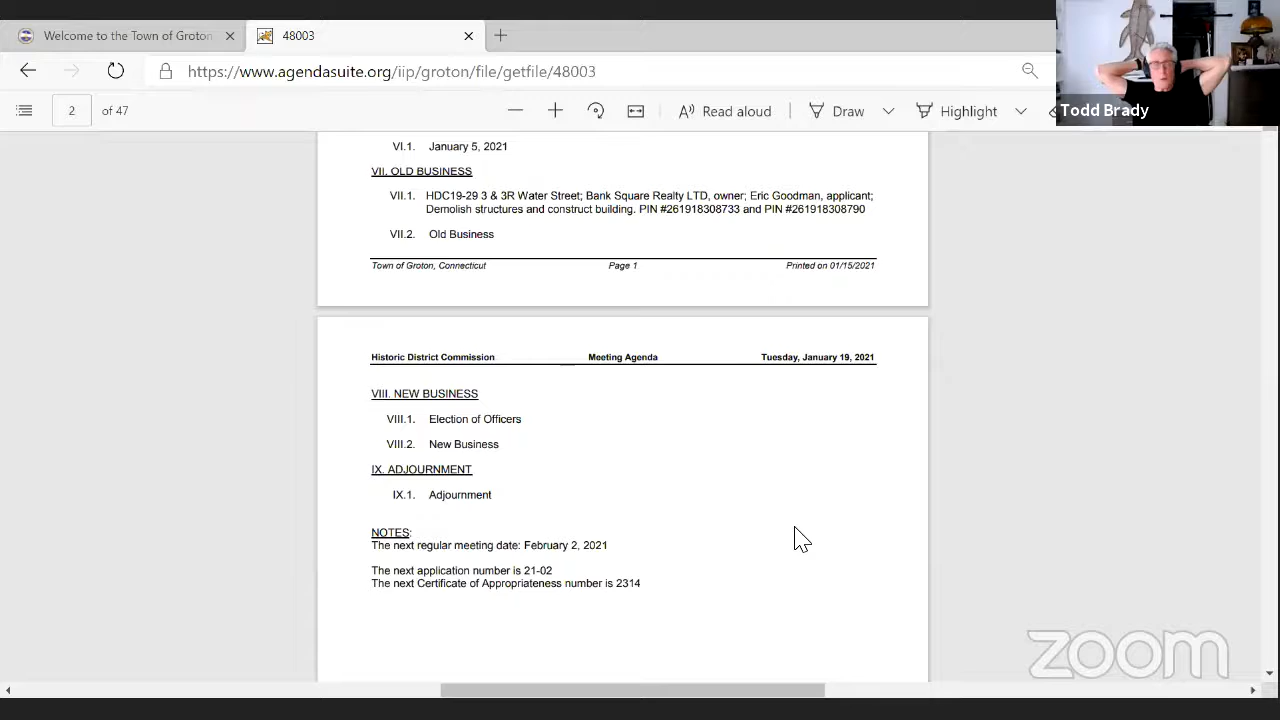 Welcome to the Town of Groton
48003
https://www.agendasuite.org/iip/groton/file/getfile/48003
2 of 47
Read aloud
Draw
Highlight
Todd Brady
VI.1. January 5, 2021
VII. OLD BUSINESS
VII.1. HDC19-29 3 & 3R Water Street; Bank Square Realty LTD, owner; Eric Goodman, applicant;
Demolish structures and construct building. PIN #261918308733 and PIN #261918308790
VII.2. Old Business
Town of Groton, Connecticut Page 1 Printed on 01/15/2021
Historic District Commission Meeting Agenda Tuesday, January 19, 2021
VIII. NEW BUSINESS
VIII.1. Election of Officers
VIII.2. New Business
IX. ADJOURNMENT
IX.1. Adjournment
NOTES:
The next regular meeting date: February 2, 2021
The next application number is 21-02
The next Certificate of Appropriateness number is 2314
zoom